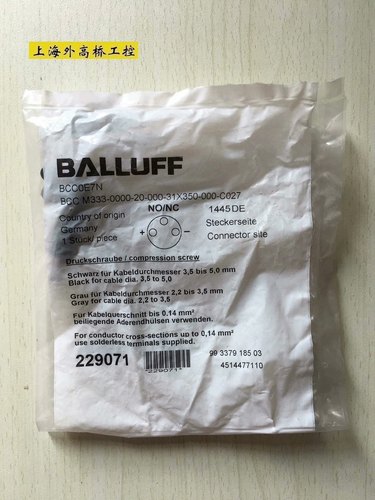 上海外高桥工控
BALLUFF
BCC0E7N
BCC M333-0000-20-000-31X350-000-C027
Country of origin
Germany
1 Stück/ piece
NO/NC
1445DE
Steckerseite
Connector site
Druckschraube / compression screw
Schwarz für Kabeldurchmesser 3,5 bis 5,0 mm
Black for cable dia. 3,5 to 5,0
Grau für Kabeldurchmesser 2,2 bis 3,5 mm
Gray for cable dia. 2,2 to 3,5
Für Kabelquerschnitt bis 0,14 mm²
beiliegende Aderendhülsen verwenden.
For conductor cross-sections up to 0,14 mm²
use solderless terminals supplied.
229071
*229071*
99 3379 185 03
4514477110